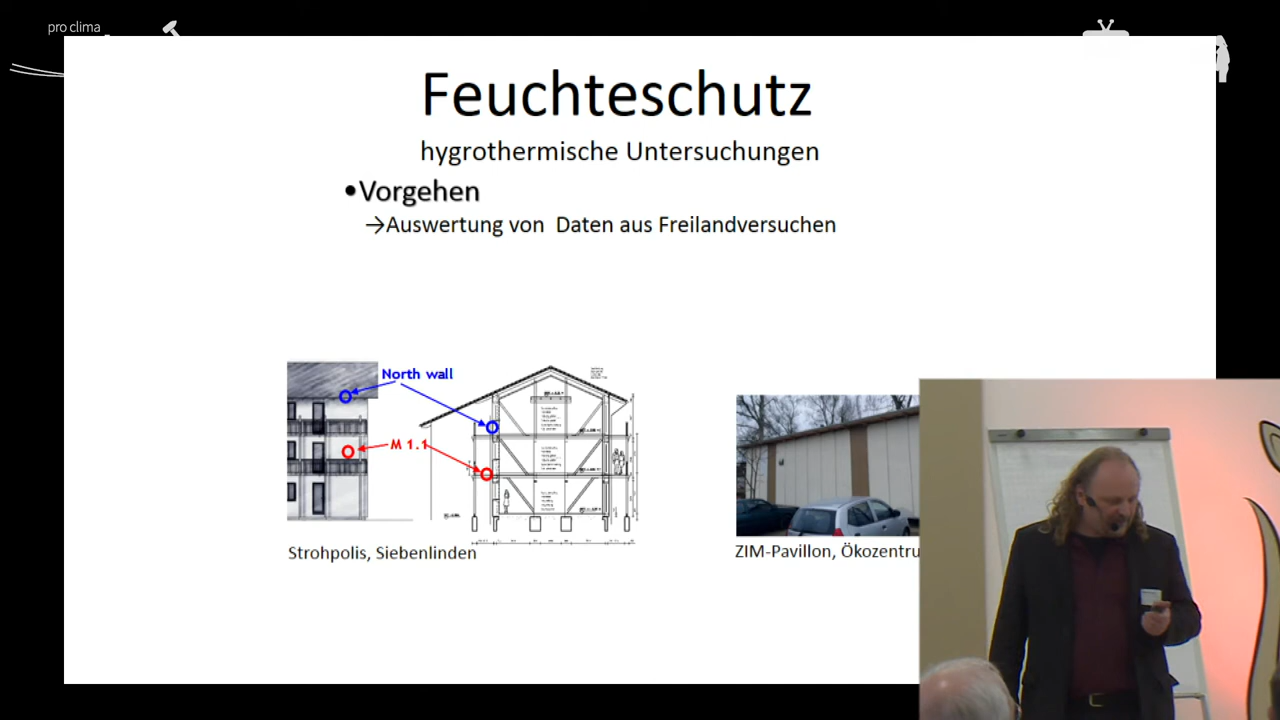 pro clima
Feuchteschutz
hygrothermische Untersuchungen
•Vorgehen
→Auswertung von Daten aus Freilandversuchen
North wall
M 1.1
Strohpolis, Siebenlinden
ZIM-Pavillon, Ökozentru